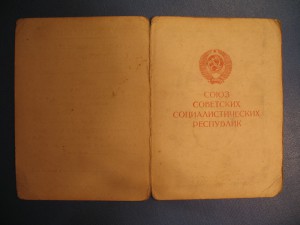 СОЮЗ
СОВЕТСКИХ
СОЦИАЛИСТИЧЕСКИХ
РЕСПУБЛИК